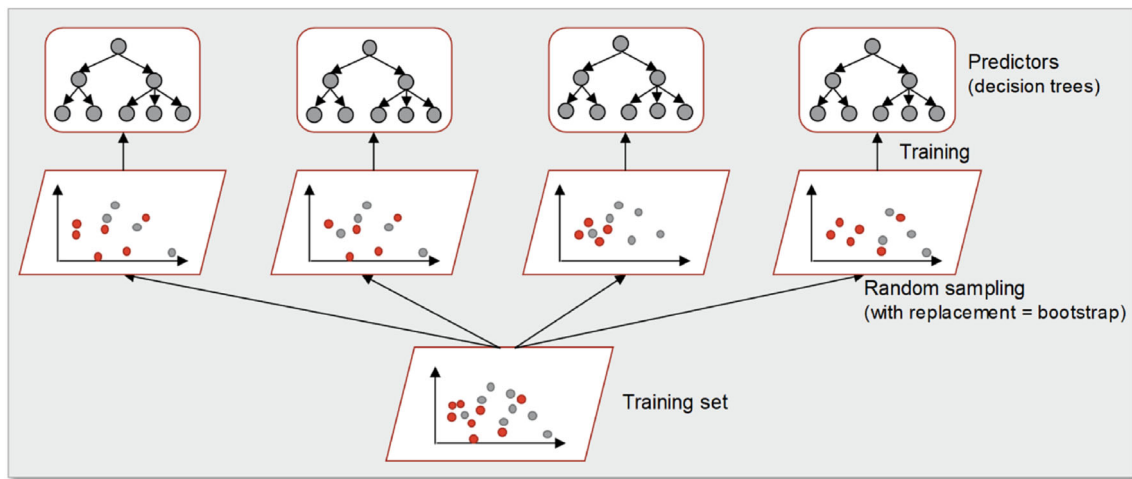 Predictors
(decision trees)
Training
Random sampling
(with replacement = bootstrap)
Training set